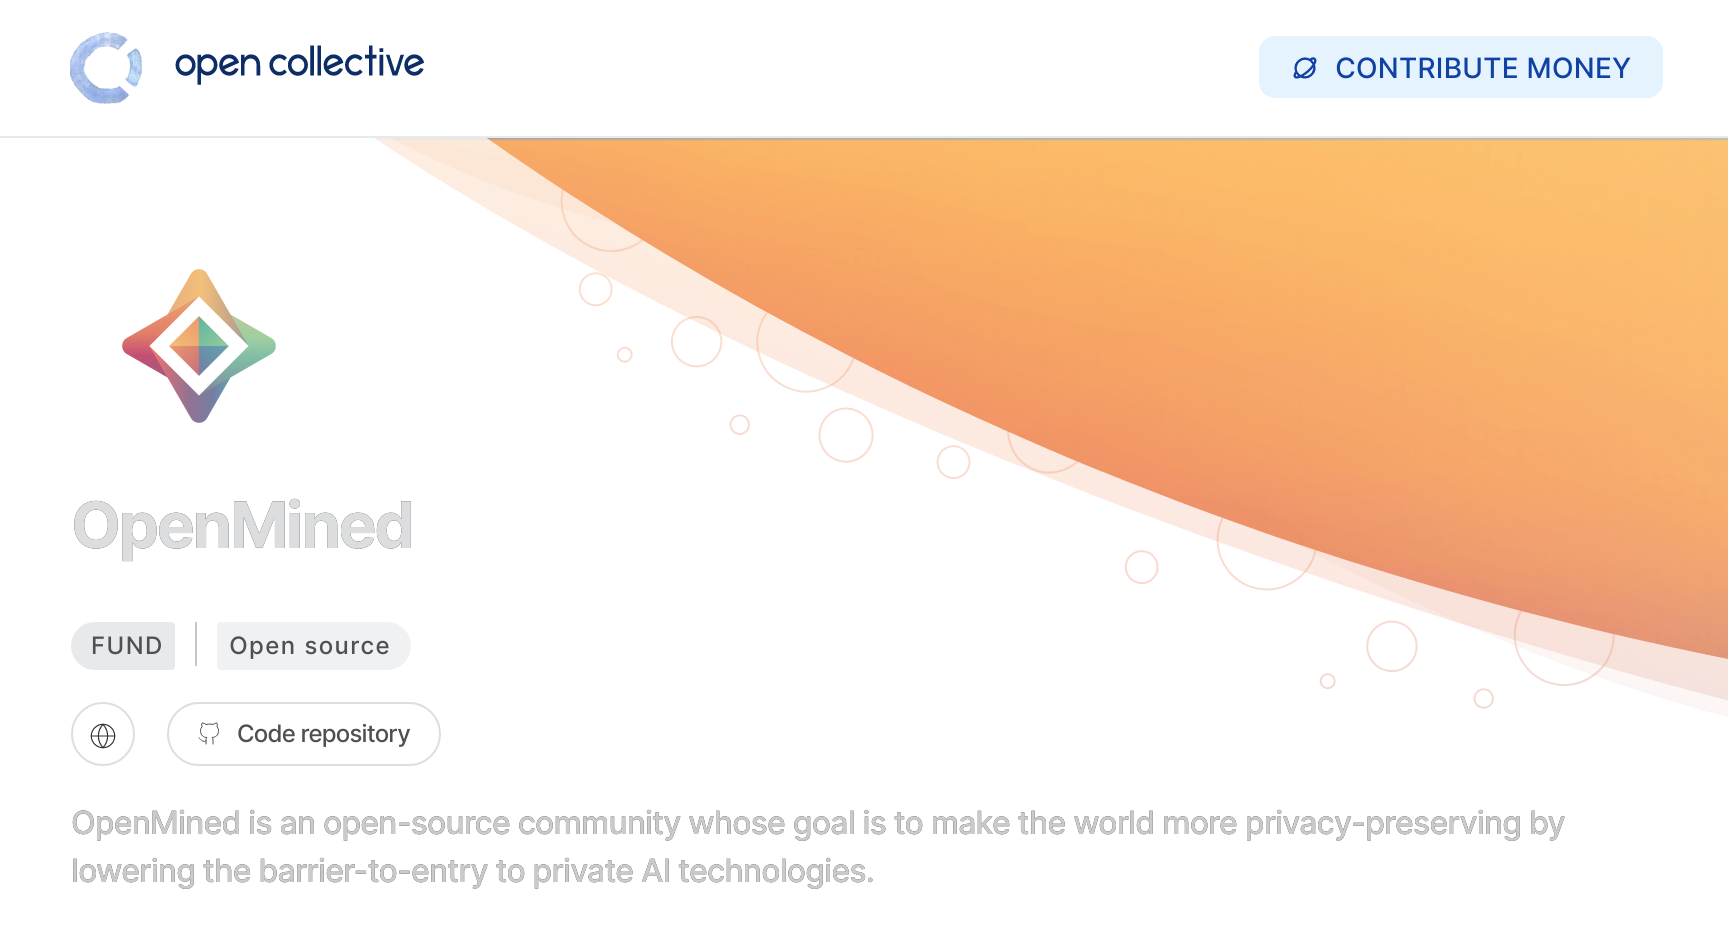 open collective
CONTRIBUTE MONEY
OpenMined
FUND
Open source
Code repository
OpenMined is an open-source community whose goal is to make the world more privacy-preserving by
lowering the barrier-to-entry to private AI technologies.